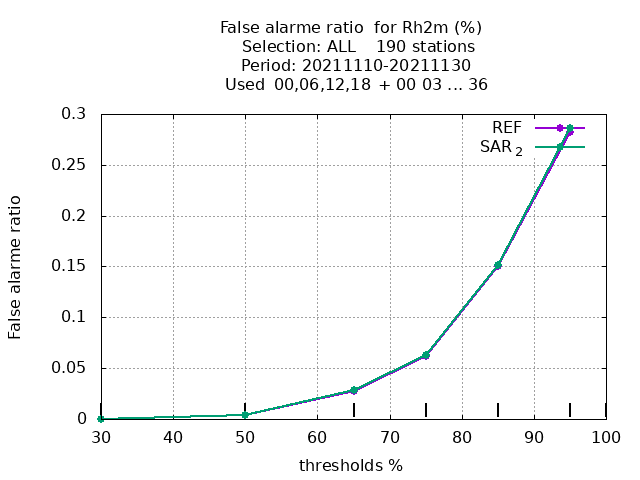 False alarme ratio  for Rh2m (%)
Selection: ALL    190 stations
Period: 20211110-20211130
Used  00,06,12,18  + 00 03 ... 36
REF
SAR 2
0.3
0.25
0.2
0.15
0.1
0.05
0
False alarme ratio
30 40 50 60 70 80 90 100
thresholds %